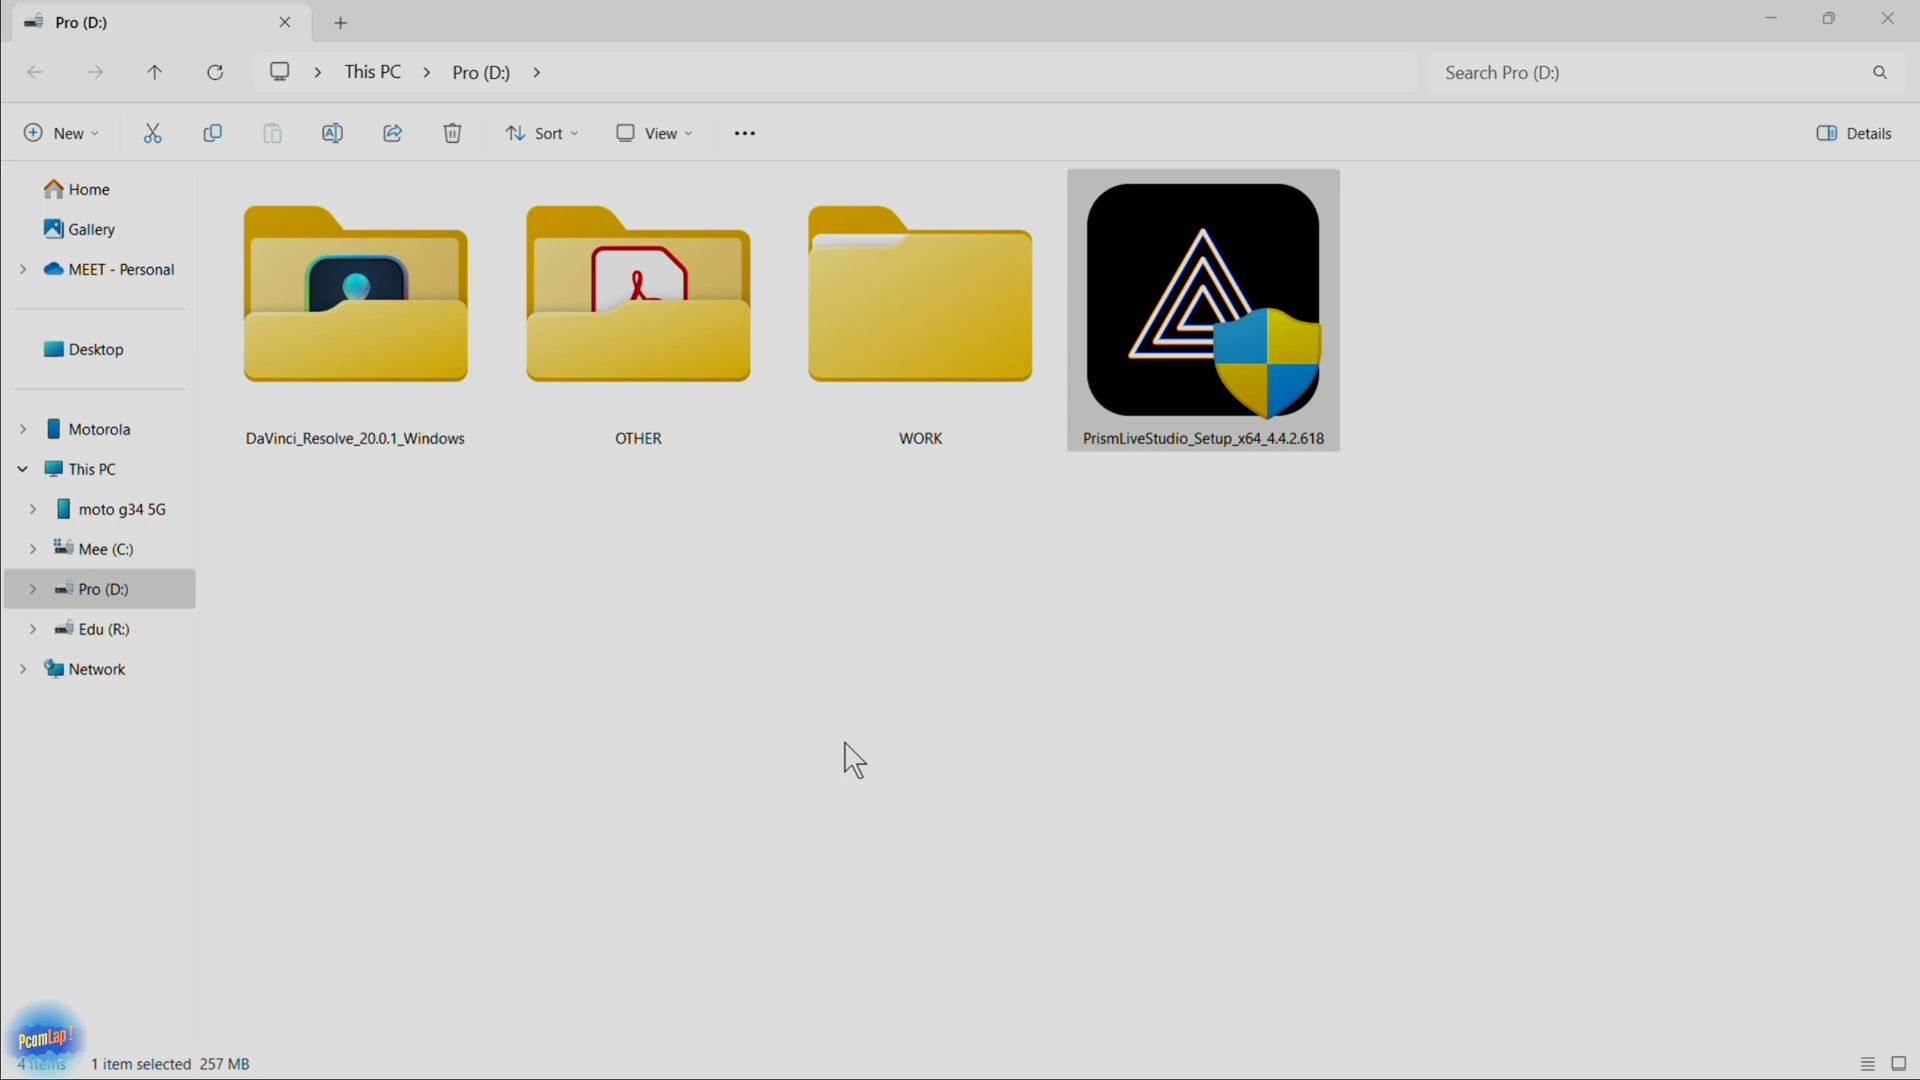 Pro (D:)
This PC
Pro (D:)
Search Pro (D:)
New
Sort
View
Details
Home
Gallery
MEET - Personal
Desktop
Motorola
This PC
moto g34 5G
Mee (C:)
Pro (D:)
Edu (R:)
Network
DaVinci_Resolve_20.0.1_Windows
OTHER
WORK
PrismLiveStudio_Setup_x64_4.4.2.618
PcomLap!
4 items 1 item selected 257 MB